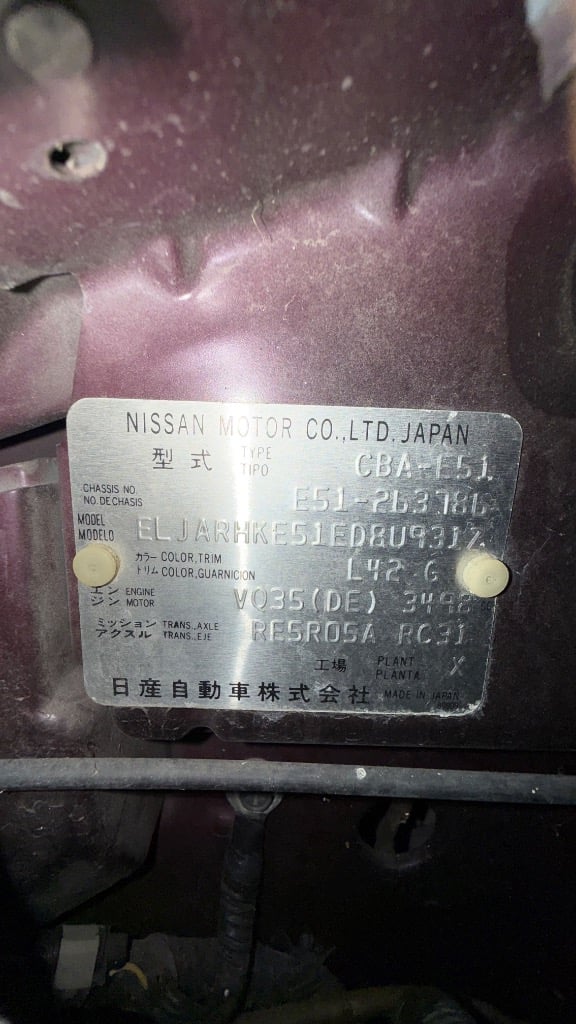 NISSAN MOTOR CO.,LTD.JAPAN
型式 TYPE TIPO CBA-E51
CHASSIS NO. NO.DE CHASIS E51-263786
MODEL MODELO ELJARHKE51ED8U931Z
カラー COLOR,TRIM
トリム COLOR,GUARNICION L42 G
エン ENGINE
ジン MOTOR VQ35(DE)
ミッション TRANS.,AXLE
アクスル TRANS.,EJE RE5R05A RC31
工場 PLANT PLANTA X
日産自動車株式会社 MADE IN JAPAN